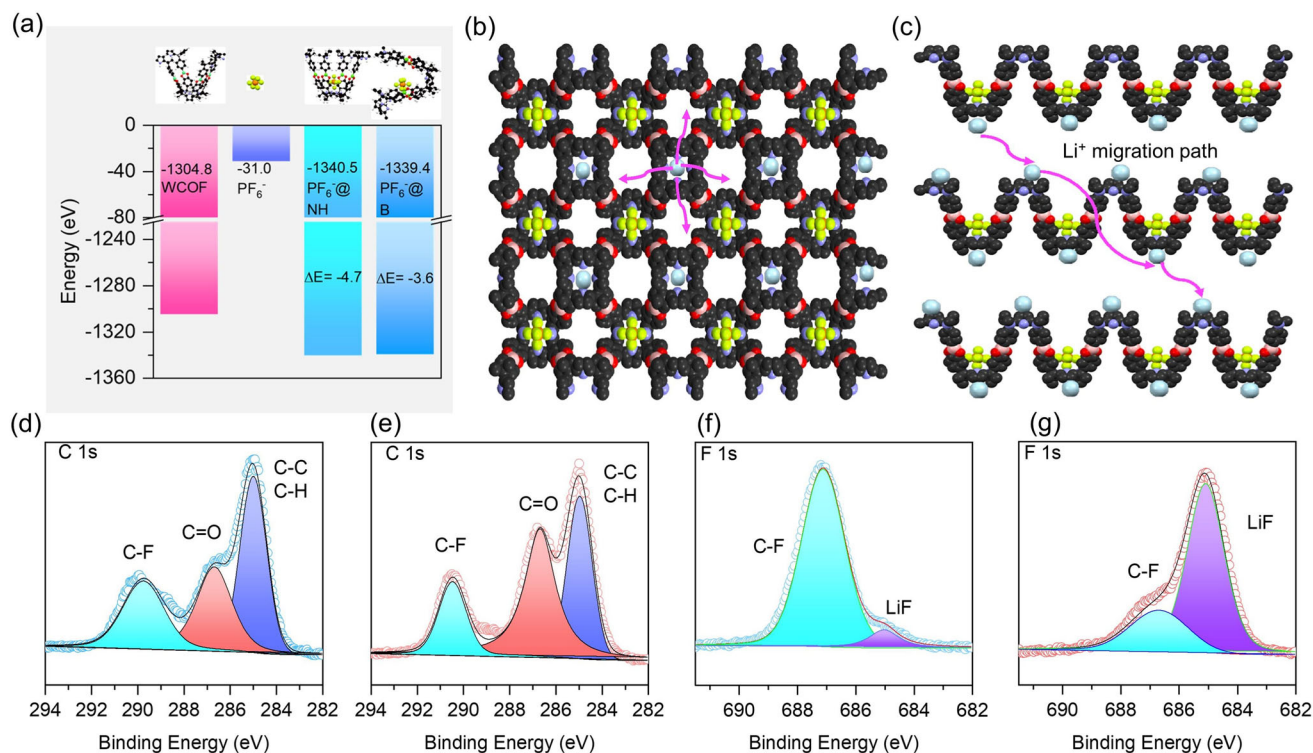 (a)
Energy (eV)
0
-40
-80
-1240
-1280
-1320
-1360
-1304.8
WCOF
-31.0
PF₆⁻
-1340.5
PF₆⁻@
NH
ΔE= -4.7
-1339.4
PF₆⁻@
B
ΔE= -3.6
(b)
(c)
Li⁺ migration path
(d)
C 1s
C-F
C=O
C-C
C-H
294 292 290 288 286 284 282
Binding Energy (eV)
(e)
C 1s
C-F
C=O
C-C
C-H
294 292 290 288 286 284 282
Binding Energy (eV)
(f)
F 1s
C-F
LiF
690 688 686 684 682
Binding Energy (eV)
(g)
F 1s
C-F
LiF
690 688 686 684 682
Binding Energy (eV)